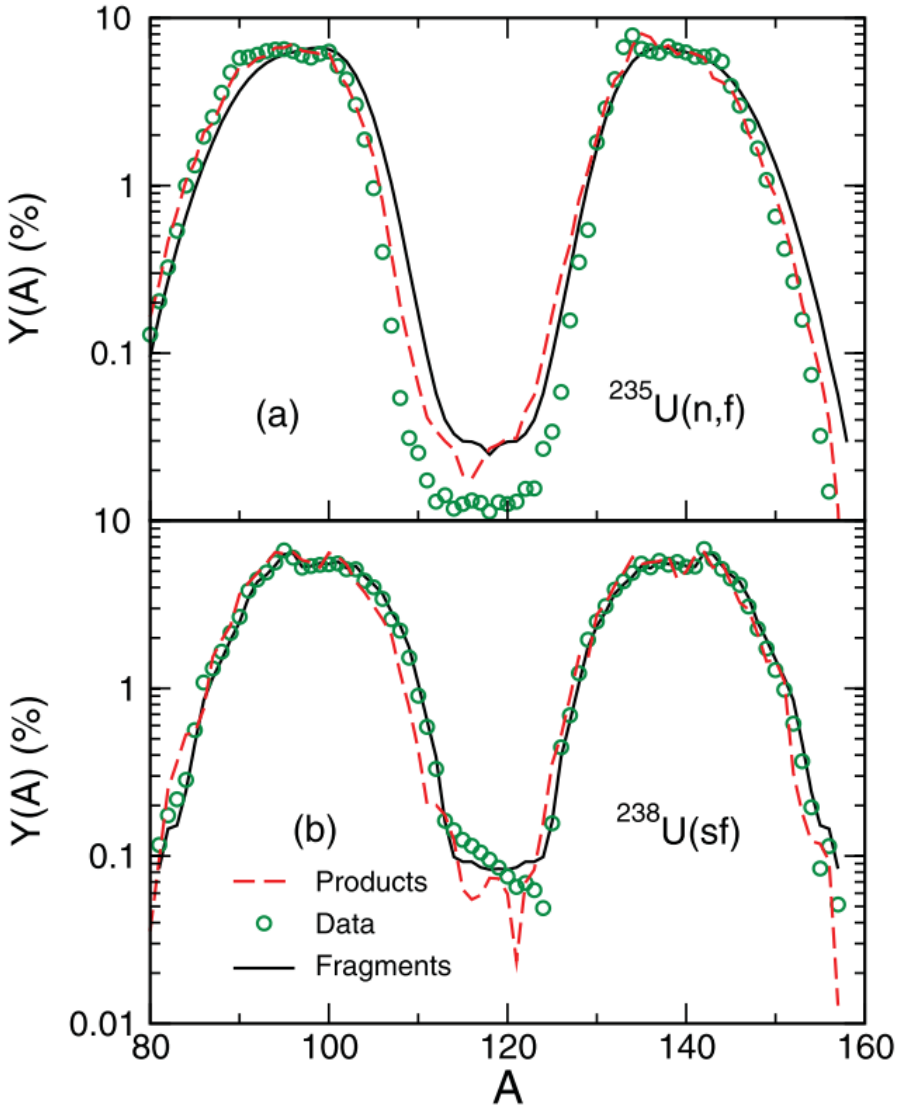 10
1
0.1
Y(A) (%)
(a)
²³⁵U(n,f)
10
1
0.1
0.01
Y(A) (%)
(b)
²³⁸U(sf)
Products
Data
Fragments
80 100 120 140 160
A